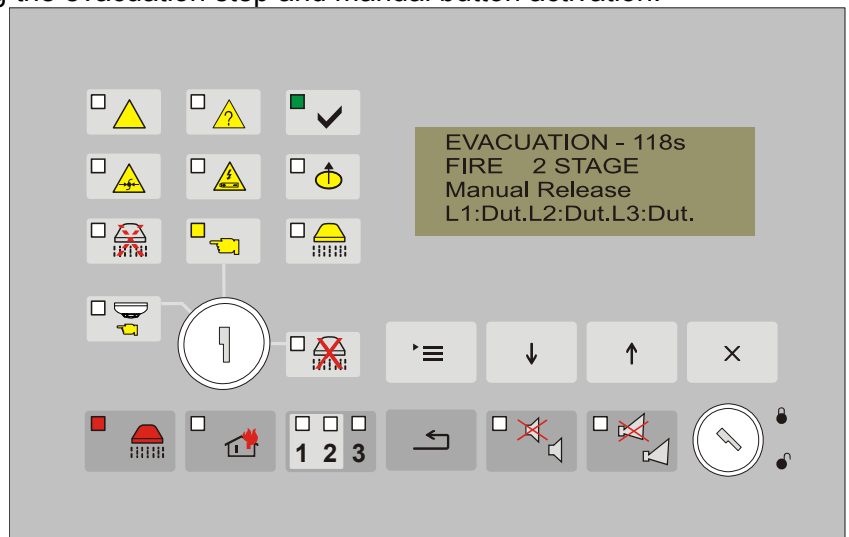 g the evacuation step and manual button activation.
EVACUATION - 118s
FIRE 2 STAGE
Manual Release
L1:Dut.L2:Dut.L3:Dut.
?
1 2 3